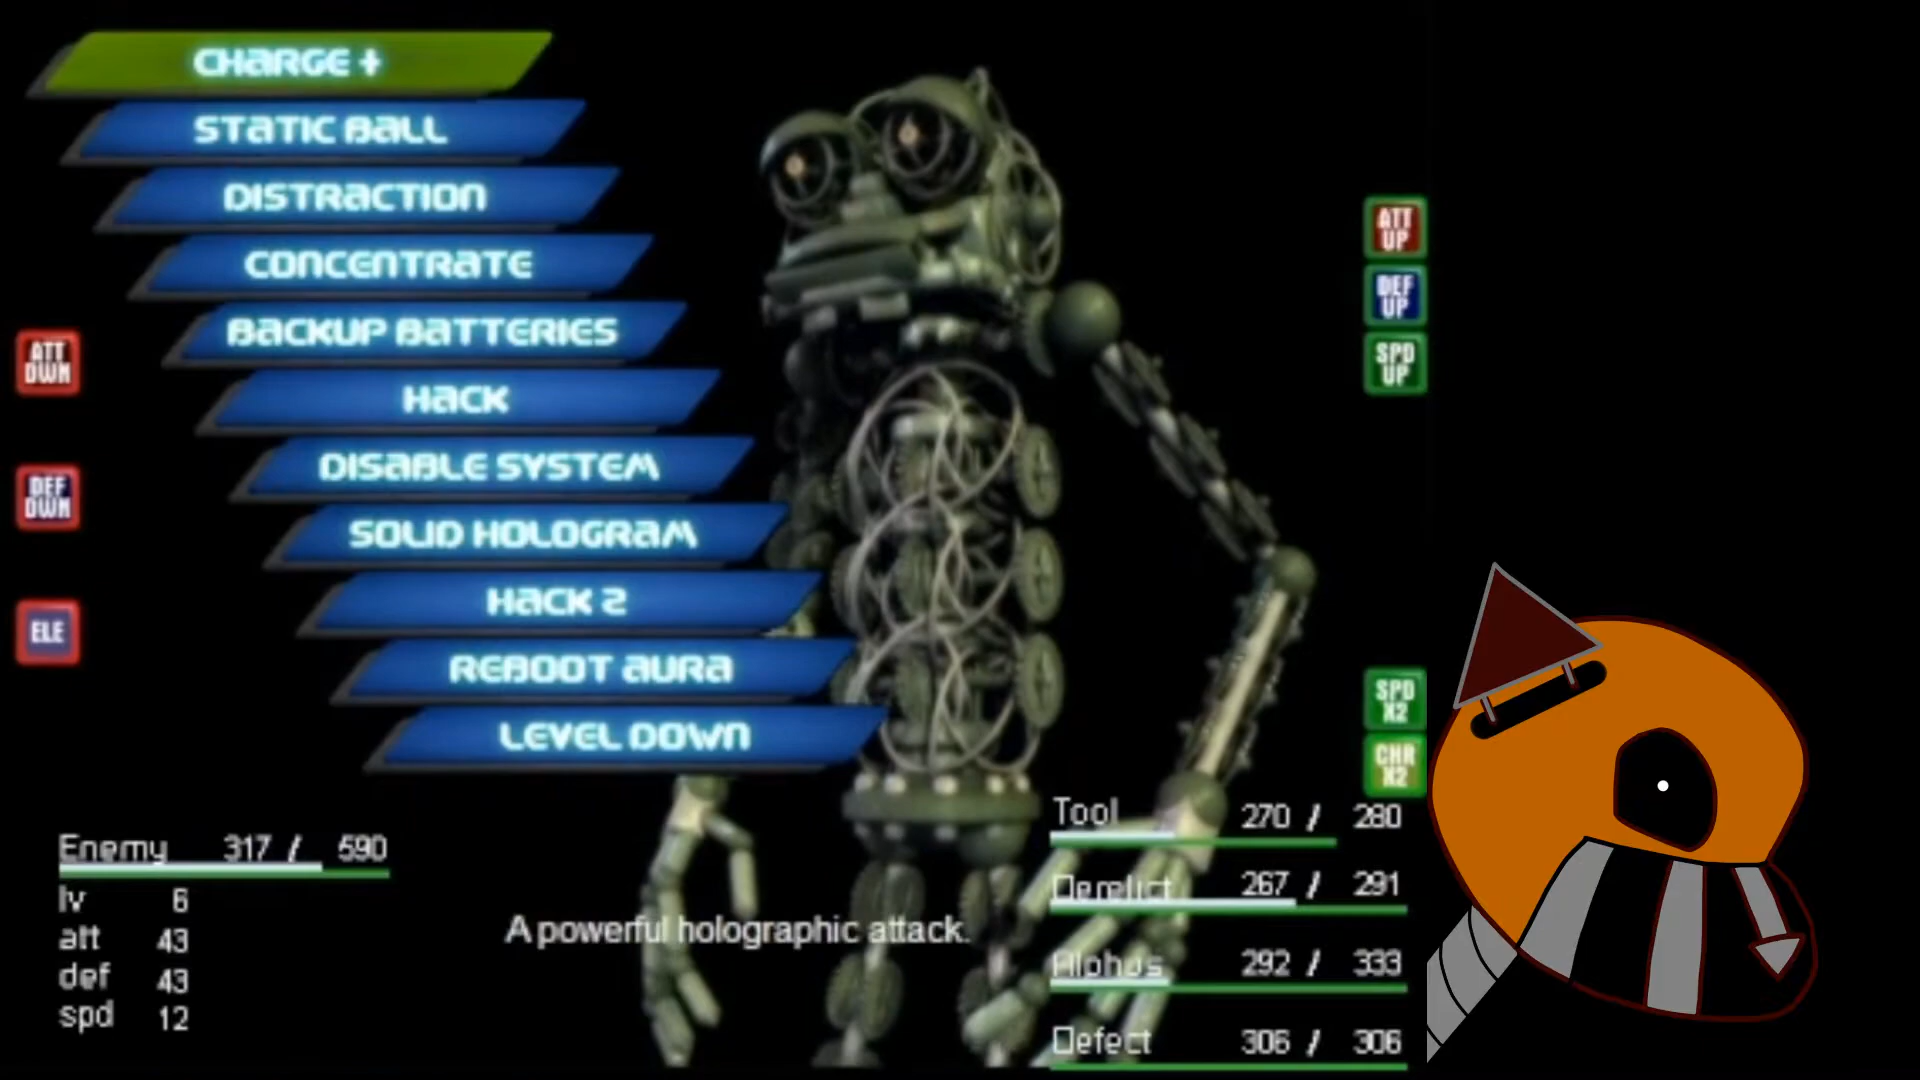 CHARGE +
STATIC BALL
DISTRACTION
CONCENTRATE
BACKUP BATTERIES
HACK
DISABLE SYSTEM
SOLID HOLOGRAM
HACK 2
REBOOT AURA
LEVEL DOWN
ATT DWN
DEF DWN
ELE
ATT UP
DEF UP
SPD UP
SPD X2
CHR X2
Enemy 317 / 590
lv 6
att 43
def 43
spd 12
A powerful holographic attack.
Tool 270 / 280
Derelict 267 / 291
Alphus 292 / 333
Defect 306 / 306